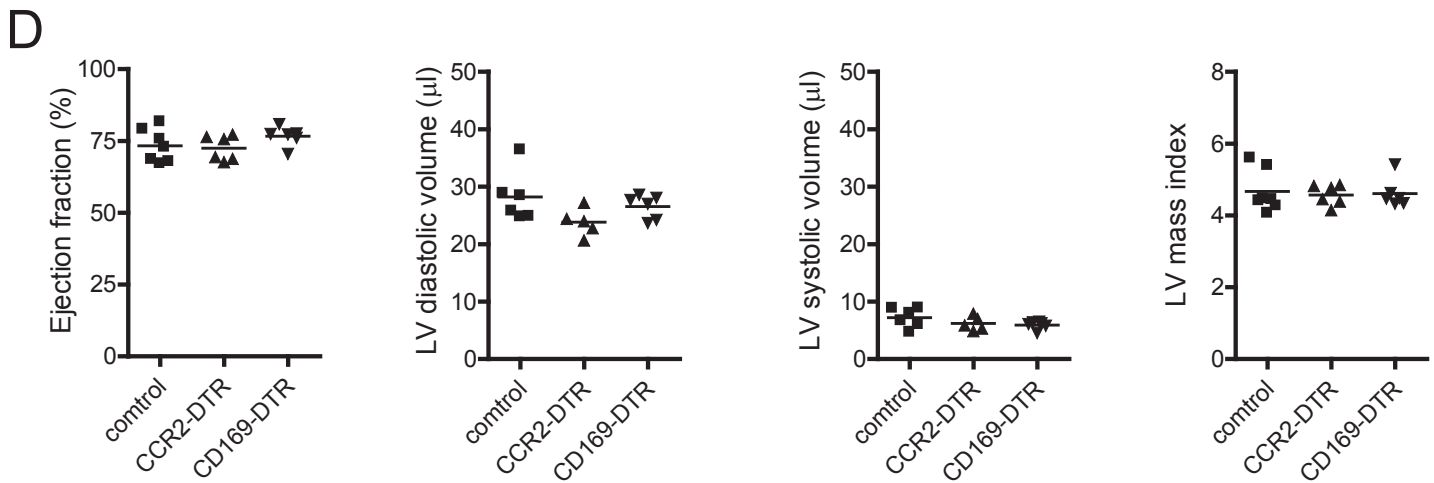 D
Ejection fraction (%)
100
75
50
25
0
comtrol
CCR2-DTR
CD169-DTR
LV diastolic volume (μl)
50
40
30
20
10
0
comtrol
CCR2-DTR
CD169-DTR
LV systolic volume (μl)
50
40
30
20
10
0
comtrol
CCR2-DTR
CD169-DTR
LV mass index
8
6
4
2
0
comtrol
CCR2-DTR
CD169-DTR